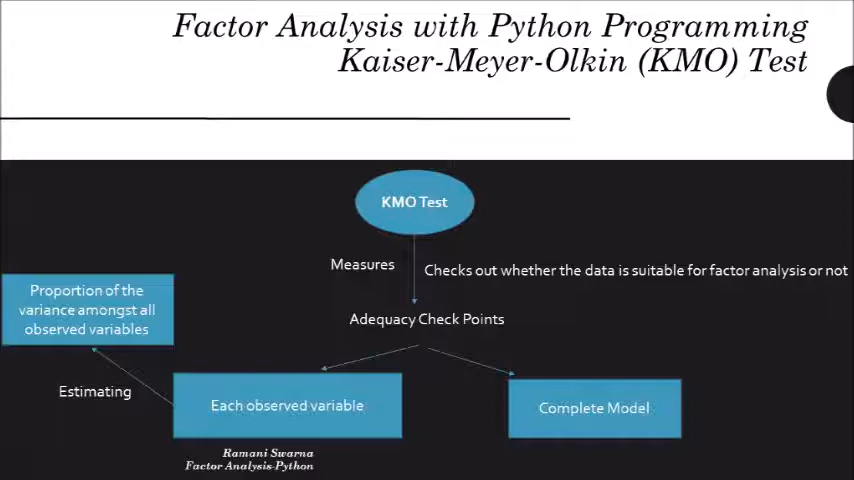 Factor Analysis with Python Programming
Kaiser-Meyer-Olkin (KMO) Test
KMO Test
Measures
Checks out whether the data is suitable for factor analysis or not
Proportion of the
variance amongst all
observed variables
Adequacy Check Points
Estimating
Each observed variable
Complete Model
Ramani Swarna
Factor Analysis-Python